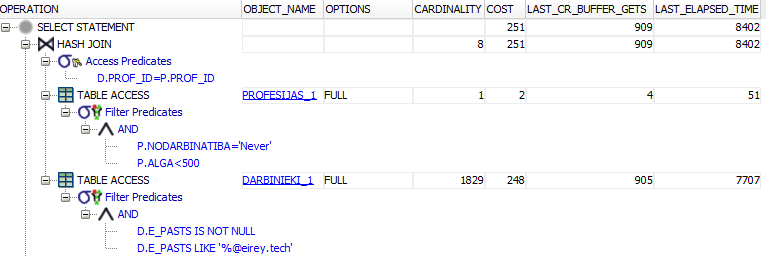 OPERATION OBJECT_NAME OPTIONS CARDINALITY COST LAST_CR_BUFFER_GETS LAST_ELAPSED_TIME
SELECT STATEMENT 251 909 8402
HASH JOIN 8 251 909 8402
Access Predicates
D.PROF_ID=P.PROF_ID
TABLE ACCESS PROFESIJAS_1 FULL 1 2 4 51
Filter Predicates
AND
P.NODARBINATIBA='Never'
P.ALGA<500
TABLE ACCESS DARBINIEKI_1 FULL 1829 248 905 7707
Filter Predicates
AND
D.E_PASTS IS NOT NULL
D.E_PASTS LIKE '%@eirey.tech'